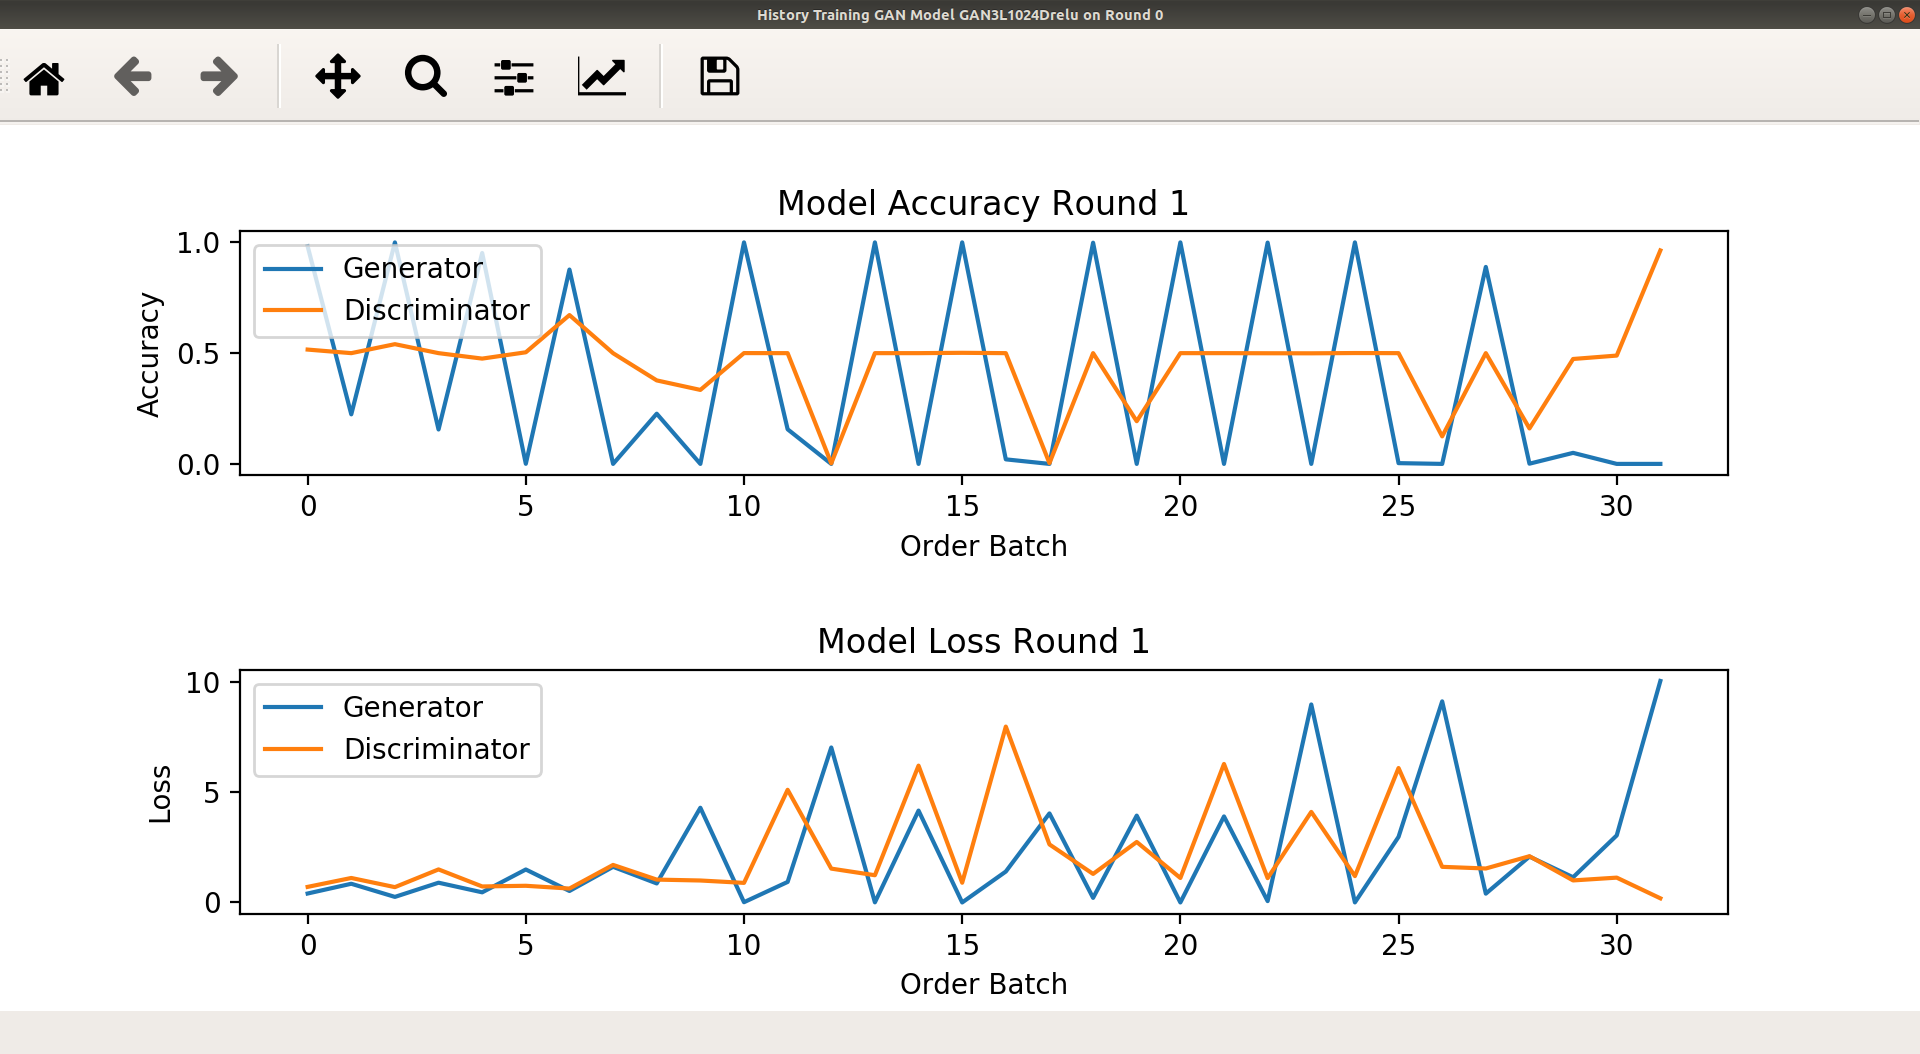 History Training GAN Model GAN3L1024Drelu on Round 0
Model Accuracy Round 1
Accuracy
1.0
0.5
0.0
Generator
Discriminator
0 5 10 15 20 25 30
Order Batch
Model Loss Round 1
Loss
10
5
0
Generator
Discriminator
0 5 10 15 20 25 30
Order Batch